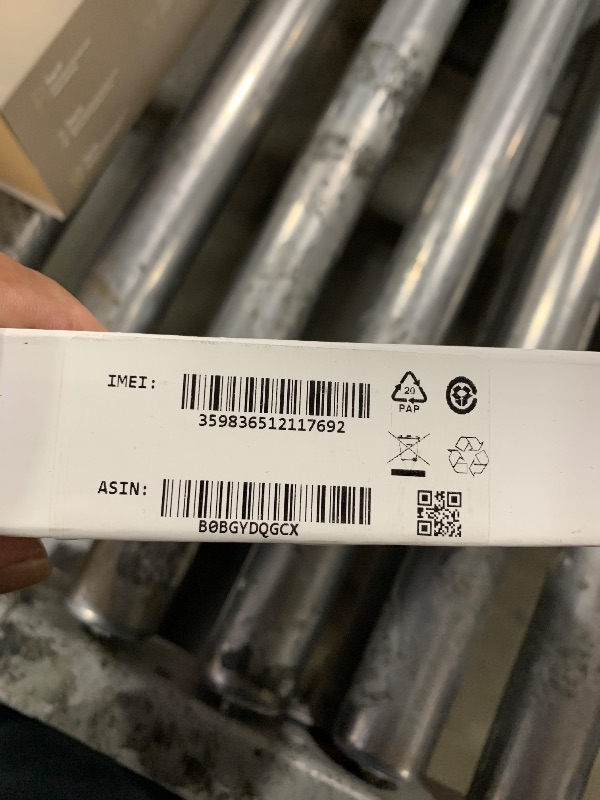 IMEI:
359836512117692
20
PAP
ASIN:
B0BGYDQGCX